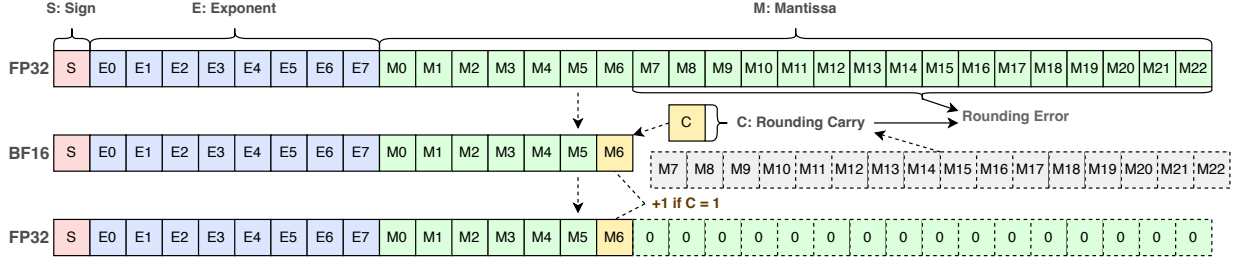 S: Sign E: Exponent M: Mantissa
FP32 S E0 E1 E2 E3 E4 E5 E6 E7 M0 M1 M2 M3 M4 M5 M6 M7 M8 M9 M10 M11 M12 M13 M14 M15 M16 M17 M18 M19 M20 M21 M22
C C: Rounding Carry Rounding Error
BF16 S E0 E1 E2 E3 E4 E5 E6 E7 M0 M1 M2 M3 M4 M5 M6
M7 M8 M9 M10 M11 M12 M13 M14 M15 M16 M17 M18 M19 M20 M21 M22
+1 if C = 1
FP32 S E0 E1 E2 E3 E4 E5 E6 E7 M0 M1 M2 M3 M4 M5 M6 0 0 0 0 0 0 0 0 0 0 0 0 0 0 0 0